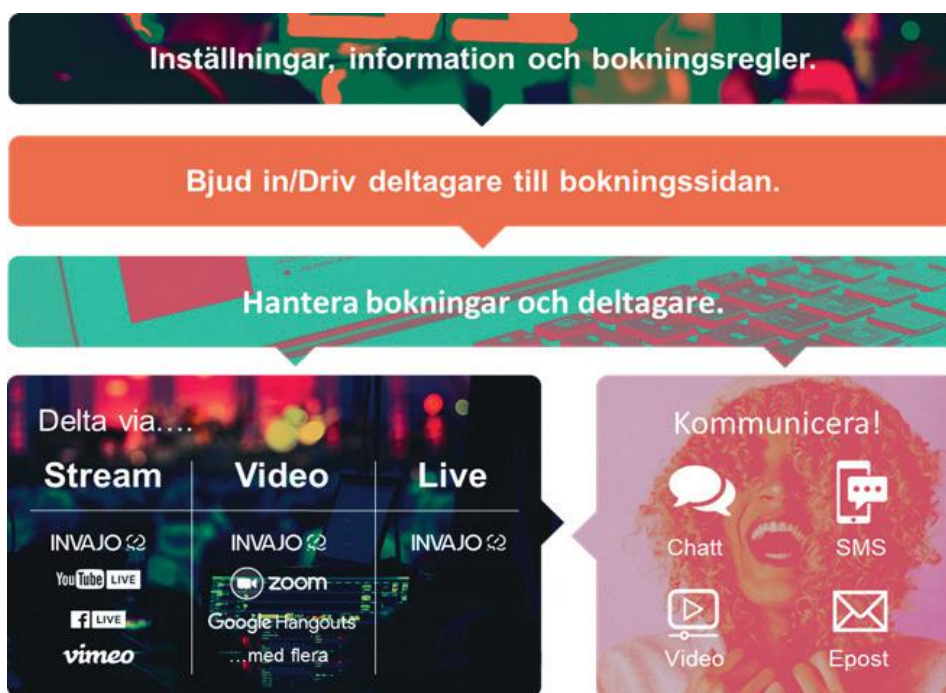 Inställningar, information och bokningsregler.
Bjud in/Driv deltagare till bokningssidan.
Hantera bokningar och deltagare.
Delta via....
Stream Video Live
INVAJO INVAJO INVAJO
YouTube LIVE zoom
f LIVE Google Hangouts
vimeo ...med flera
Kommunicera!
Chatt SMS
Video Epost